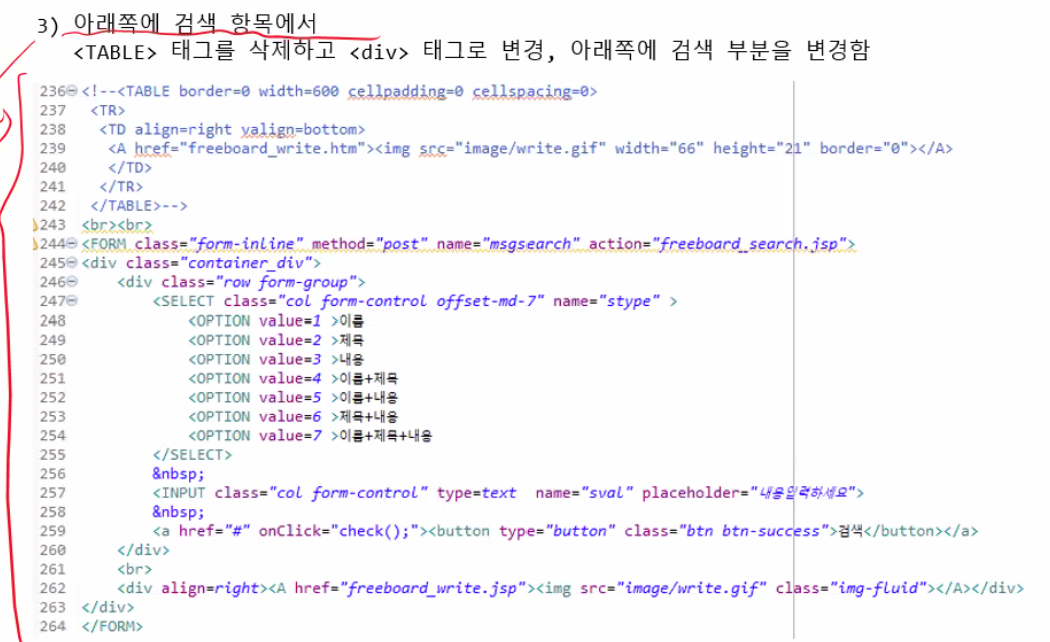 3) 아래쪽에 검색 항목에서
<TABLE> 태그를 삭제하고 <div> 태그로 변경, 아래쪽에 검색 부분을 변경함
236 <!--<TABLE border=0 width=600 cellpadding=0 cellspacing=0>
237 <TR>
238 <TD align=right valign=bottom>
239 <A href="freeboard_write.htm"><img src="image/write.gif" width="66" height="21" border="0"></A>
240 </TD>
241 </TR>
242 </TABLE>-->
243 <br><br>
244 <FORM class="form-inline" method="post" name="msgsearch" action="freeboard_search.jsp">
245 <div class="container_div">
246 <div class="row form-group">
247 <SELECT class="col form-control offset-md-7" name="stype" >
248 <OPTION value=1 >이름
249 <OPTION value=2 >제목
250 <OPTION value=3 >내용
251 <OPTION value=4 >이름+제목
252 <OPTION value=5 >이름+내용
253 <OPTION value=6 >제목+내용
254 <OPTION value=7 >이름+제목+내용
255 </SELECT>
256 &nbsp;
257 <INPUT class="col form-control" type=text name="sval" placeholder="내용입력하세요">
258 &nbsp;
259 <a href="#" onClick="check();"><button type="button" class="btn btn-success">검색</button></a>
260 </div>
261 <br>
262 <div align=right><A href="freeboard_write.jsp"><img src="image/write.gif" class="img-fluid"></A></div>
263 </div>
264 </FORM>